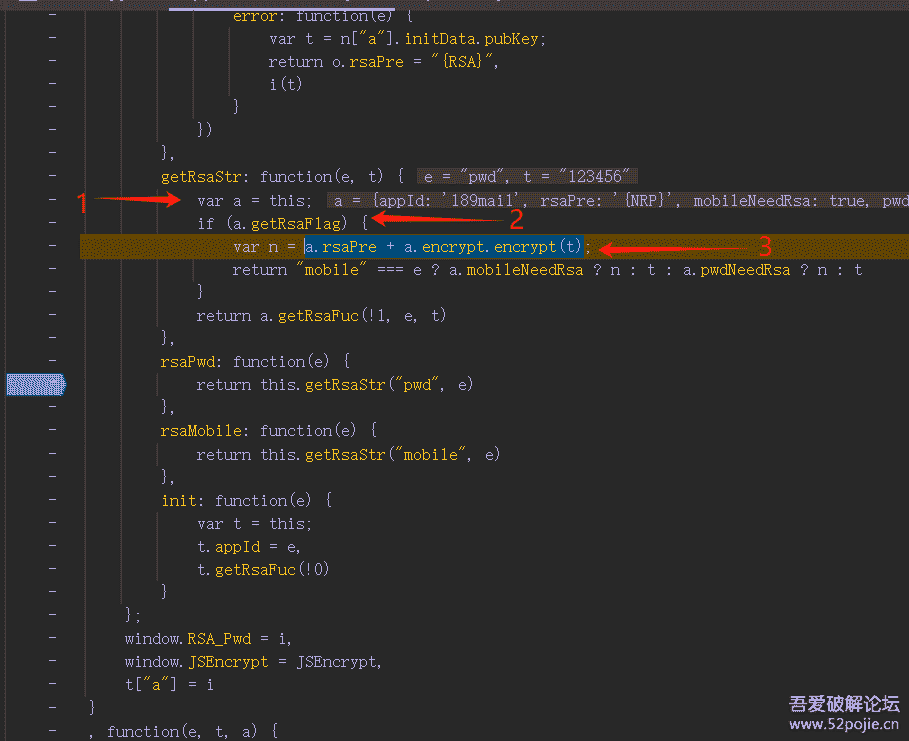 error: function(e) {
var t = n["a"].initData.pubKey;
return o.rsaPre = "{RSA}",
i(t)
}
})
},
getRsaStr: function(e, t) { e = "pwd", t = "123456"
1 var a = this; a = {appId: '189mail', rsaPre: '{NRP}', mobileNeedRsa: true, pwd
if (a.getRsaFlag) { 2
var n = a.rsaPre + a.encrypt.encrypt(t); 3
return "mobile" === e ? a.mobileNeedRsa ? n : t : a.pwdNeedRsa ? n : t
}
return a.getRsaFuc(!1, e, t)
},
rsaPwd: function(e) {
return this.getRsaStr("pwd", e)
},
rsaMobile: function(e) {
return this.getRsaStr("mobile", e)
},
init: function(e) {
var t = this;
t.appId = e,
t.getRsaFuc(!0)
}
};
window.RSA_Pwd = i,
window.JSEncrypt = JSEncrypt,
t["a"] = i
}
, function(e, t, a) {
吾爱破解论坛
www.52pojie.cn